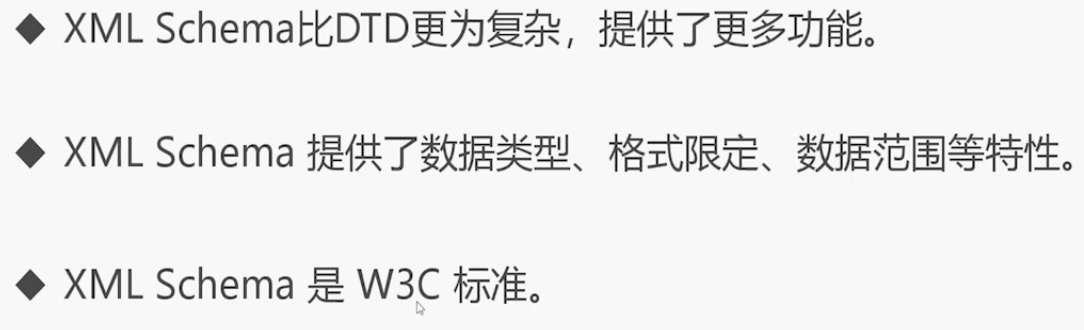 ◆ XML Schema比DTD更为复杂，提供了更多功能。
◆ XML Schema 提供了数据类型、格式限定、数据范围等特性。
◆ XML Schema 是 W3C 标准。